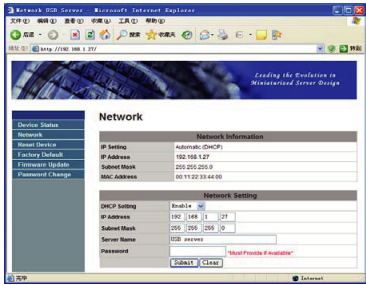 Network USB Server - Microsoft Internet Explorer
文件(F) 编辑(E) 查看(V) 收藏(A) 工具(T) 帮助(H)
后退 搜索 收藏夹
地址(D) http://192.168.1.27/ 转到
Leading the Evolution in
Miniaturized Server Design
Device Status
Network
Reset Device
Factory Default
Firmware Update
Password Change
Network
Network Information
IP Setting Automatic (DHCP)
IP Address 192.168.1.27
Subnet Mask 255.255.255.0
MAC Address 00:11:22:33:44:00
Network Setting
DHCP Setting Enable
IP Address 192 168 1 27
Subnet Mask 255 255 255 0
Server Name USB server
Password *Must Provide if Available*
Submit Clear
完毕 Internet